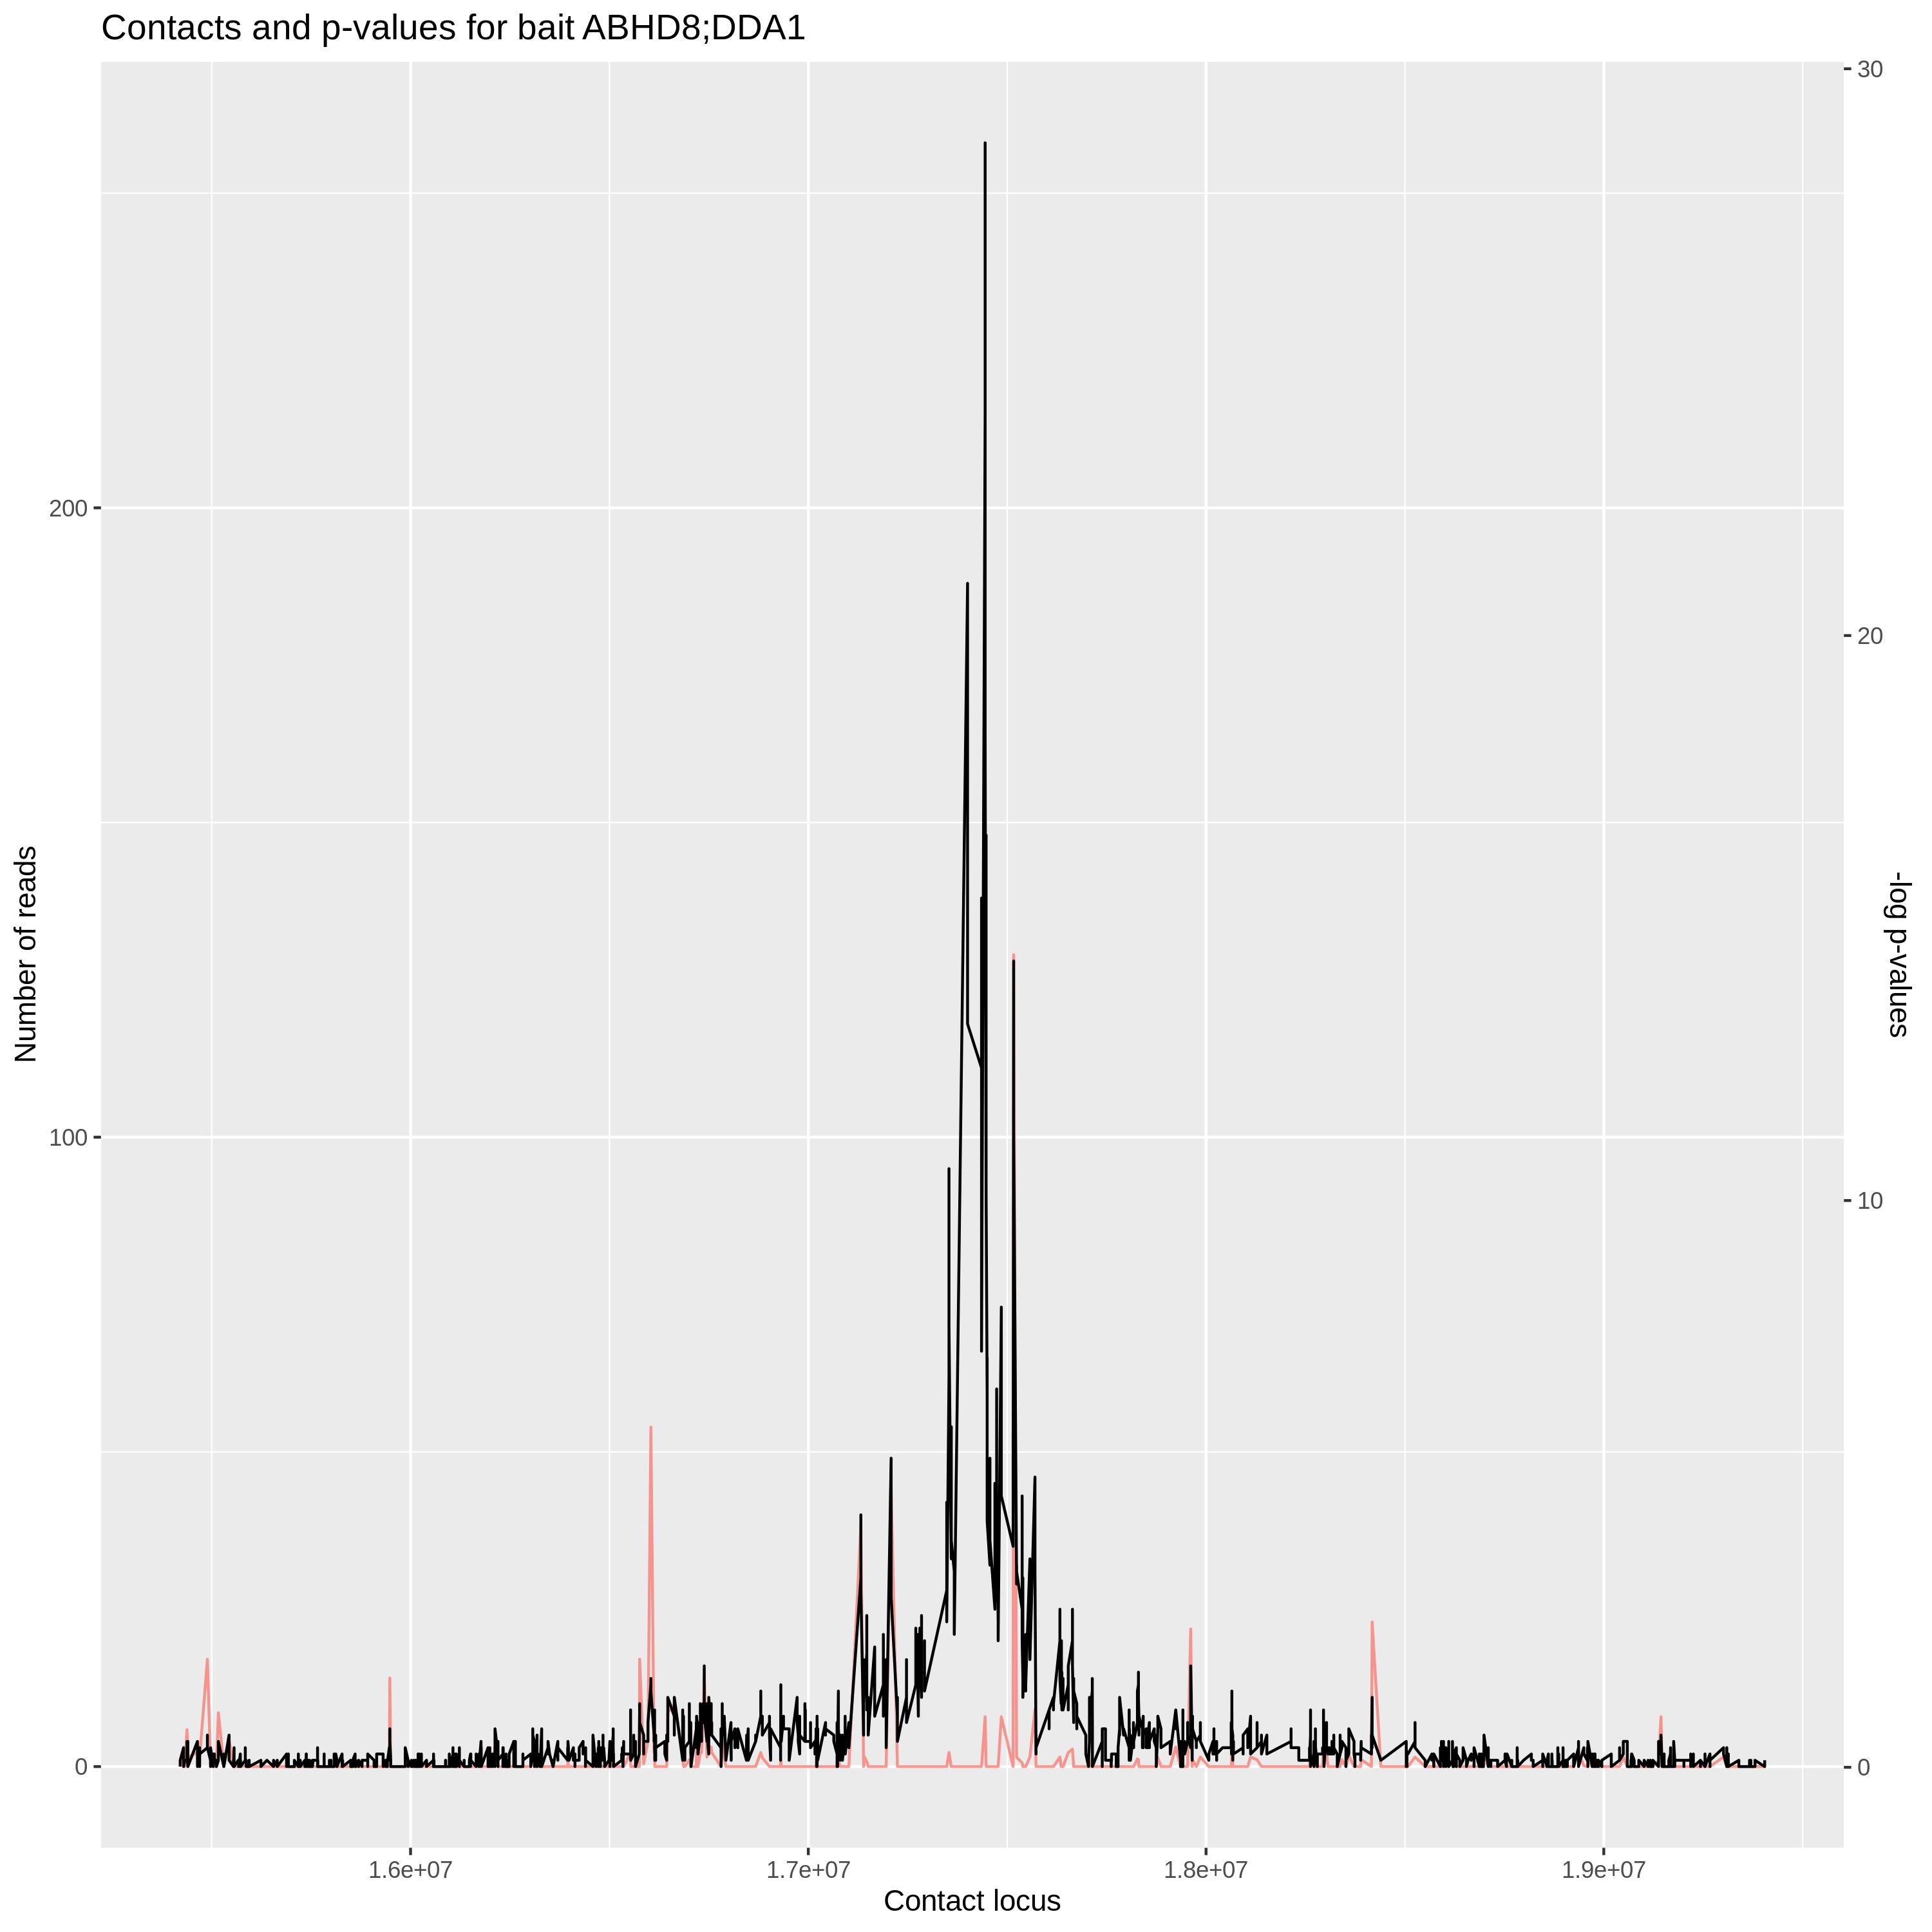 Contacts and p-values for bait ABHD8;DDA1
30
200
20
Number of reads
-log p-values
100
10
0
0
1.6e+07
1.7e+07
1.8e+07
1.9e+07
Contact locus